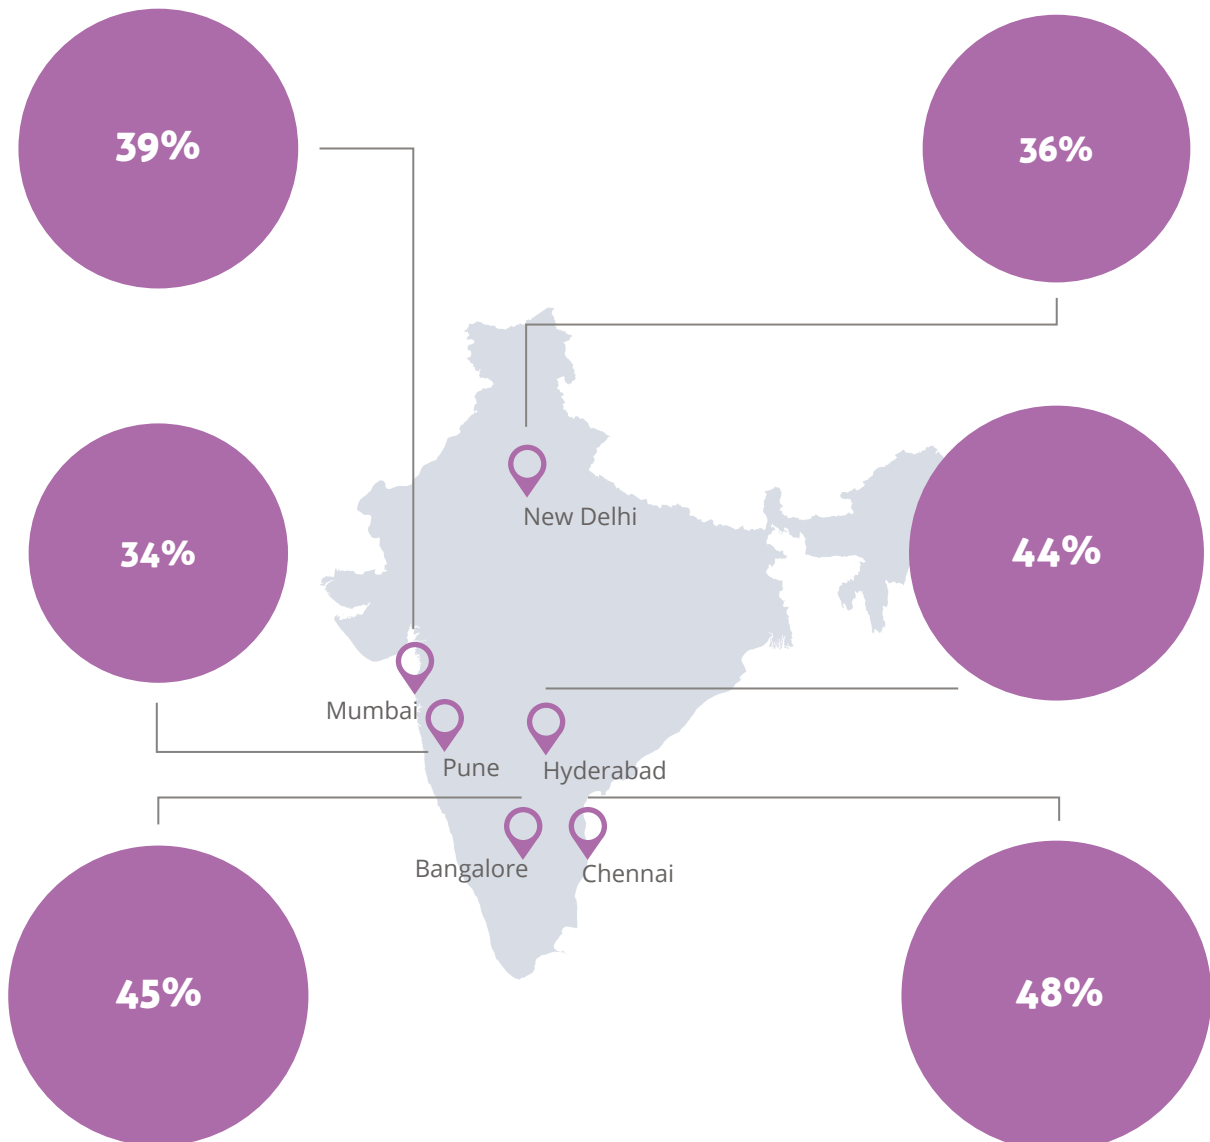 39%
36%
New Delhi
34%
44%
Mumbai
Pune
Hyderabad
Bangalore
Chennai
45%
48%